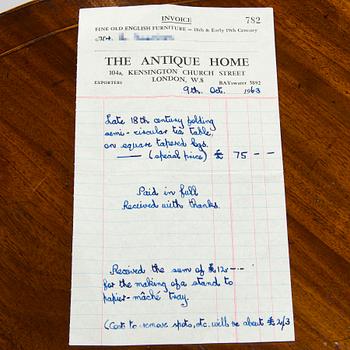 INVOICE 782
FINE OLD ENGLISH FURNITURE — 18th & Early 19th Century
THE ANTIQUE HOME
104a, KENSINGTON CHURCH STREET
LONDON, W.8
EXPORTERS BAYswater 5892
9th. Oct. 1963
Late 18th century folding
semi-circular tea table,
on square tapered legs.
— (special price) £ 75 - -
Paid in full
Received with thanks.
Received the sum of £12 - -
for the making of a stand to
papier-mâché tray.
(Cost to remove spots, etc. will be about £2/3